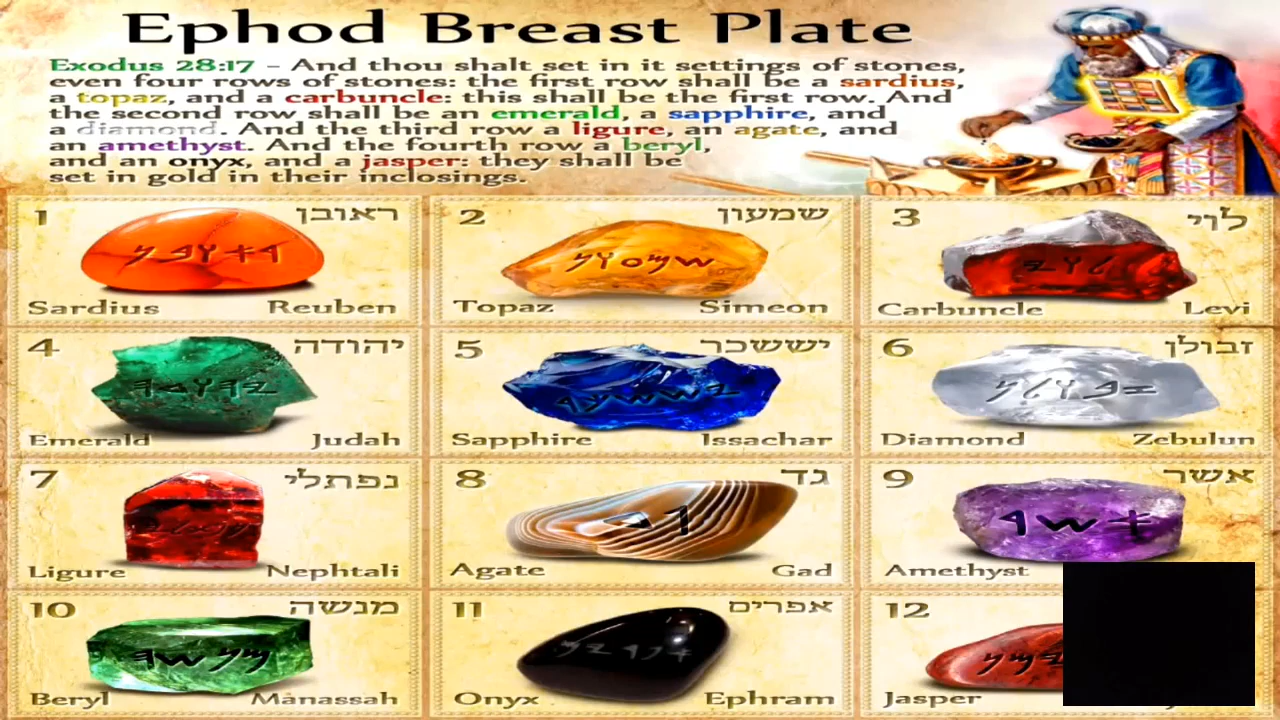 Ephod Breast Plate
Exodus 28:17 – And thou shalt set in it settings of stones,
even four rows of stones: the first row shall be a sardius,
a topaz, and a carbuncle: this shall be the first row. And
the second row shall be an emerald, a sapphire, and
a diamond. And the third row a ligure, an agate, and
an amethyst. And the fourth row a beryl,
and an onyx, and a jasper: they shall be
set in gold in their inclosings.
1 ראובן
Sardius Reuben
2 שמעון
Topaz Simeon
3 לוי
Carbuncle Levi
4 יהודה
Emerald Judah
5 יששכר
Sapphire Issachar
6 זבולן
Diamond Zebulun
7 נפתלי
Ligure Nephtali
8 גד
Agate Gad
9 אשר
Amethyst
10 מנשה
Beryl Manassah
11 אפרים
Onyx Ephram
12
Jasper